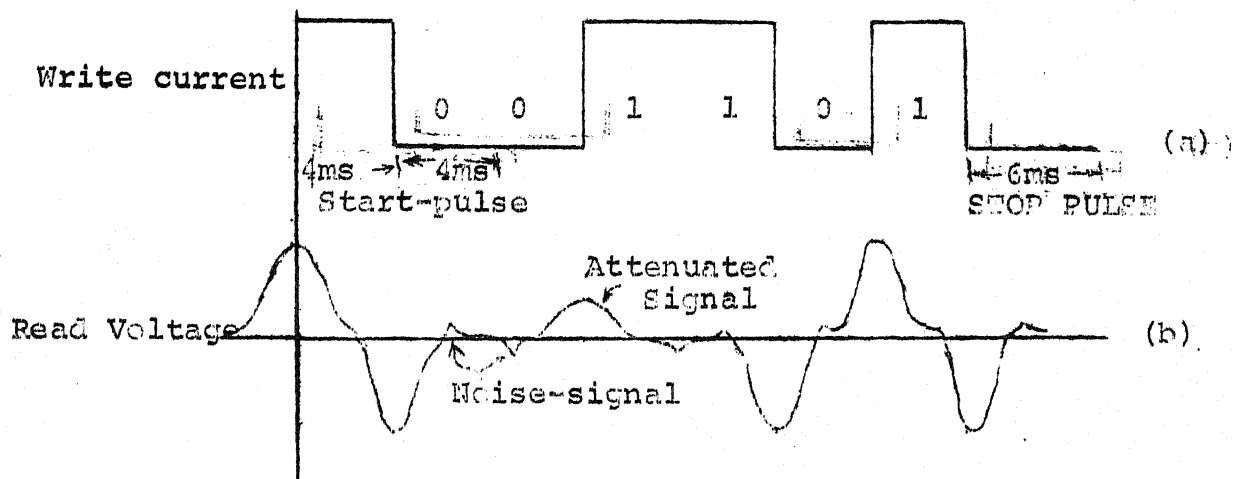 Write current
0 0 1 1 0 1
(a)
4ms 4ms 6ms
Start-pulse STOP PULSE
Attenuated
Signal
Read Voltage
(b)
Noise-signal